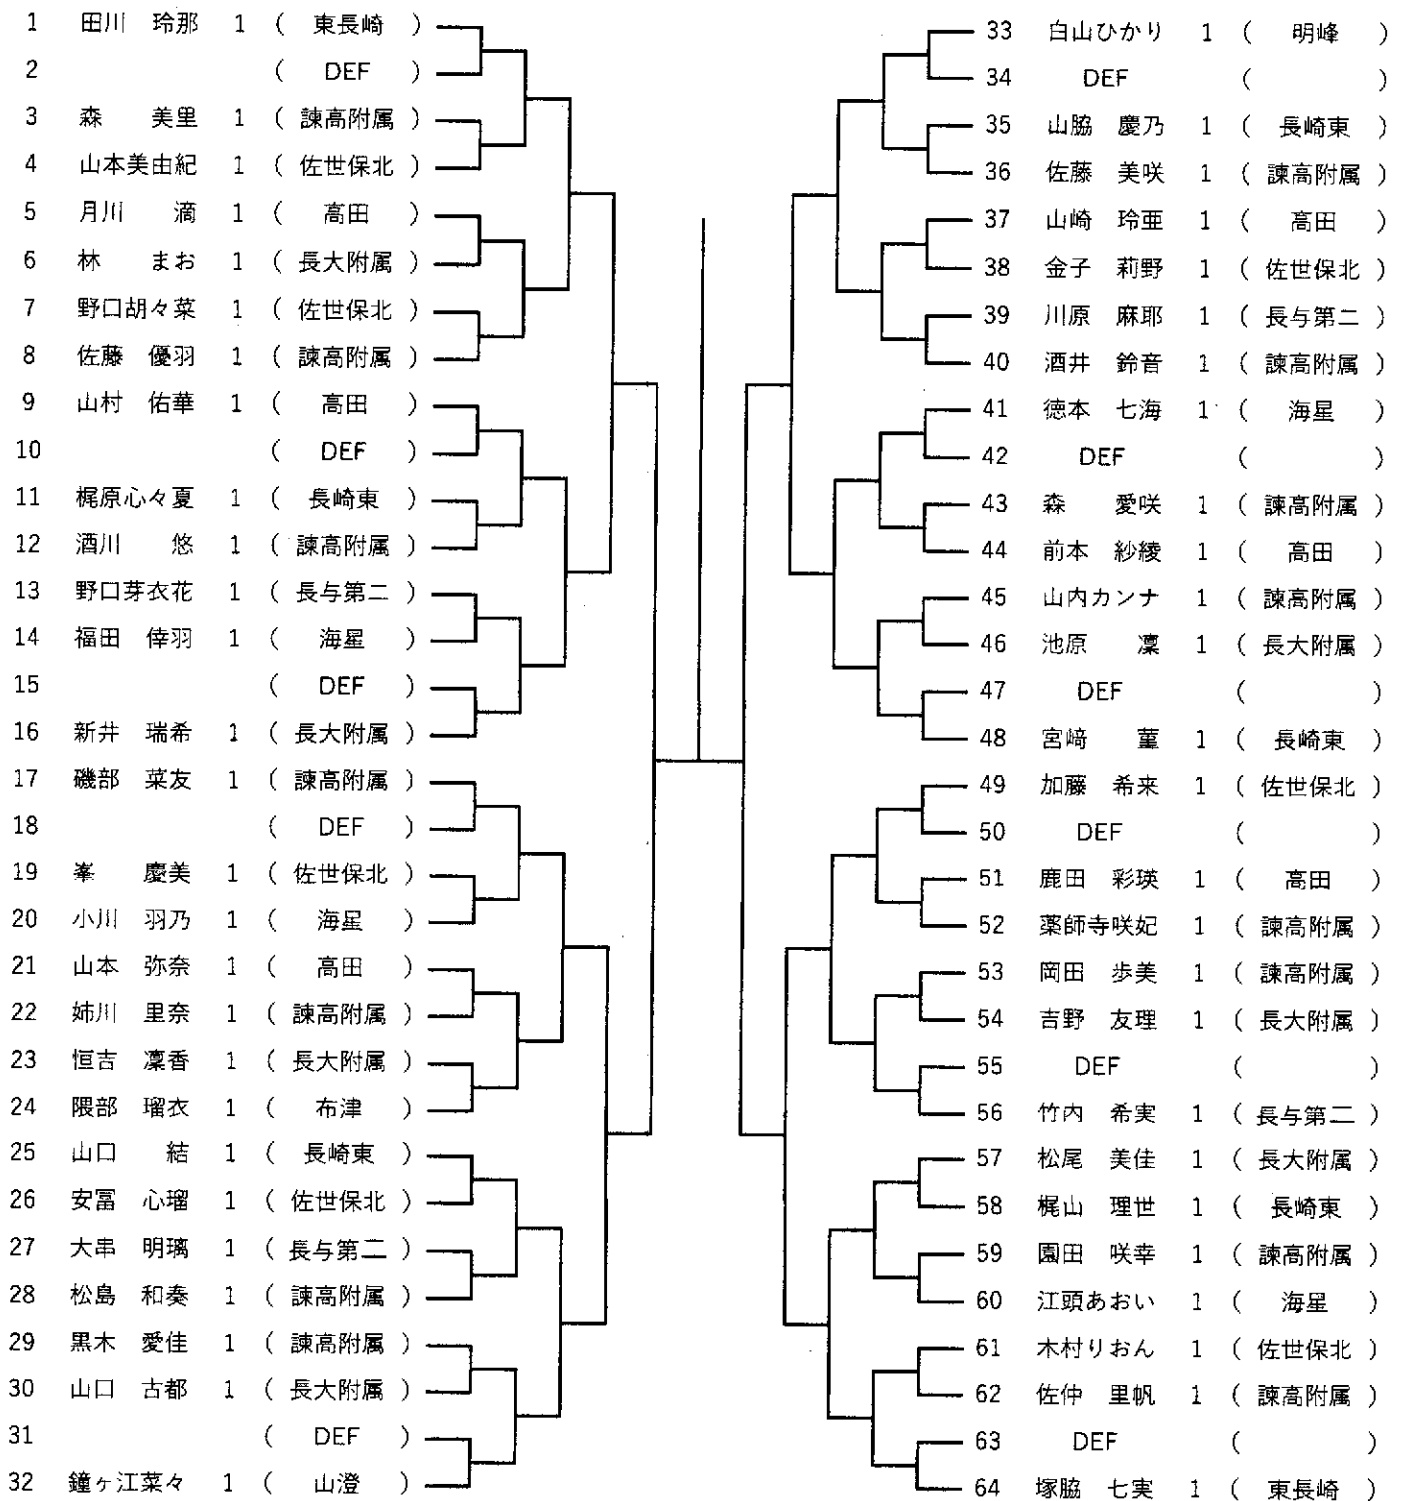 1 田川 玲那 1 ( 東長崎 )
2 ( DEF )
3 森 美里 1 ( 諫高附属 )
4 山本美由紀 1 ( 佐世保北 )
5 月川 滴 1 ( 高田 )
6 林 まお 1 ( 長大附属 )
7 野口胡々菜 1 ( 佐世保北 )
8 佐藤 優羽 1 ( 諫高附属 )
9 山村 佑華 1 ( 高田 )
10 ( DEF )
11 梶原心々夏 1 ( 長崎東 )
12 酒川 悠 1 ( 諫高附属 )
13 野口芽衣花 1 ( 長与第二 )
14 福田 倖羽 1 ( 海星 )
15 ( DEF )
16 新井 瑞希 1 ( 長大附属 )
17 磯部 菜友 1 ( 諫高附属 )
18 ( DEF )
19 峯 慶美 1 ( 佐世保北 )
20 小川 羽乃 1 ( 海星 )
21 山本 弥奈 1 ( 高田 )
22 姉川 里奈 1 ( 諫高附属 )
23 恒吉 凜香 1 ( 長大附属 )
24 隈部 瑠衣 1 ( 布津 )
25 山口 結 1 ( 長崎東 )
26 安冨 心瑠 1 ( 佐世保北 )
27 大串 明璃 1 ( 長与第二 )
28 松島 和奏 1 ( 諫高附属 )
29 黒木 愛佳 1 ( 諫高附属 )
30 山口 古都 1 ( 長大附属 )
31 ( DEF )
32 鐘ヶ江菜々 1 ( 山澄 )
33 白山ひかり 1 ( 明峰 )
34 DEF ( )
35 山脇 慶乃 1 ( 長崎東 )
36 佐藤 美咲 1 ( 諫高附属 )
37 山崎 玲亜 1 ( 高田 )
38 金子 莉野 1 ( 佐世保北 )
39 川原 麻耶 1 ( 長与第二 )
40 酒井 鈴音 1 ( 諫高附属 )
41 徳本 七海 1 ( 海星 )
42 DEF ( )
43 森 愛咲 1 ( 諫高附属 )
44 前本 紗綾 1 ( 高田 )
45 山内カンナ 1 ( 諫高附属 )
46 池原 凜 1 ( 長大附属 )
47 DEF ( )
48 宮﨑 菫 1 ( 長崎東 )
49 加藤 希来 1 ( 佐世保北 )
50 DEF ( )
51 鹿田 彩瑛 1 ( 高田 )
52 薬師寺咲妃 1 ( 諫高附属 )
53 岡田 歩美 1 ( 諫高附属 )
54 吉野 友理 1 ( 長大附属 )
55 DEF ( )
56 竹内 希実 1 ( 長与第二 )
57 松尾 美佳 1 ( 長大附属 )
58 梶山 理世 1 ( 長崎東 )
59 園田 咲幸 1 ( 諫高附属 )
60 江頭あおい 1 ( 海星 )
61 木村りおん 1 ( 佐世保北 )
62 佐仲 里帆 1 ( 諫高附属 )
63 DEF ( )
64 塚脇 七実 1 ( 東長崎 )